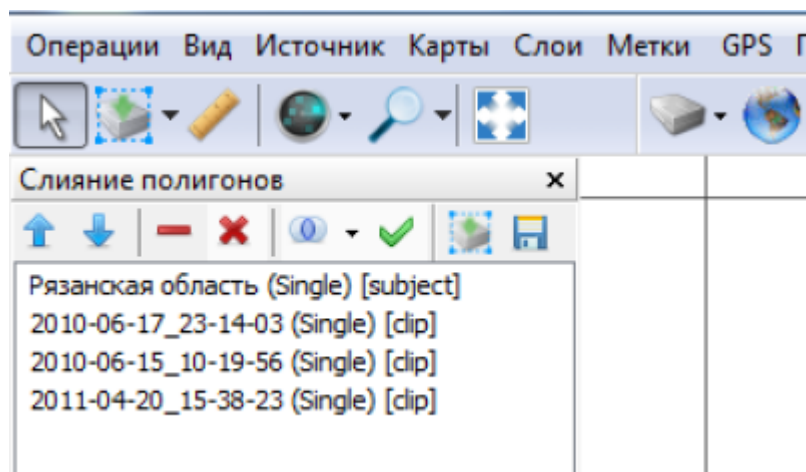 Операции Вид Источник Карты Слои Метки GPS
Слияние полигонов
Рязанская область (Single) [subject]
2010-06-17_23-14-03 (Single) [clip]
2010-06-15_10-19-56 (Single) [clip]
2011-04-20_15-38-23 (Single) [clip]